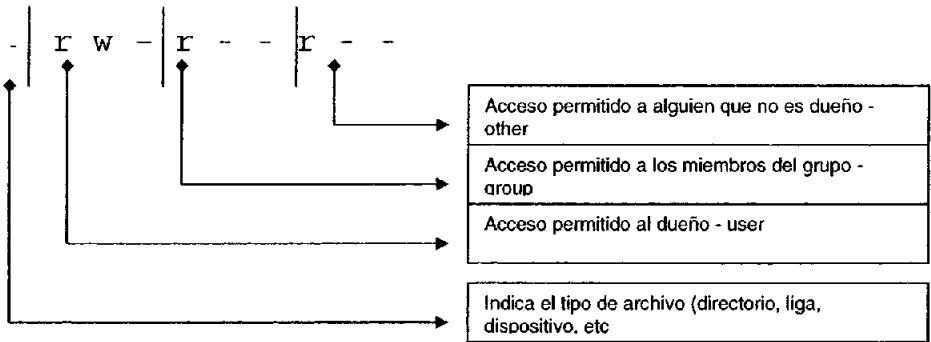 - r w - r - - r - -
Acceso permitido a alguien que no es dueño -
other
Acceso permitido a los miembros del grupo -
group
Acceso permitido al dueño - user
Indica el tipo de archivo (directorio, liga,
dispositivo, etc